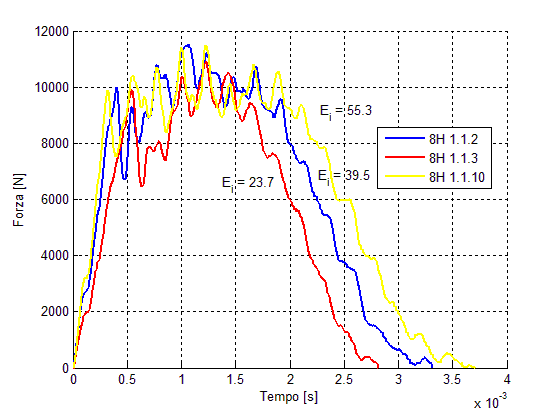 12000
10000
8000
6000
4000
2000
0
Forza [N]
E_i = 55.3
E_i = 39.5
E_i = 23.7
8H 1.1.2
8H 1.1.3
8H 1.1.10
0 0.5 1 1.5 2 2.5 3 3.5 4
Tempo [s]
x 10^-3